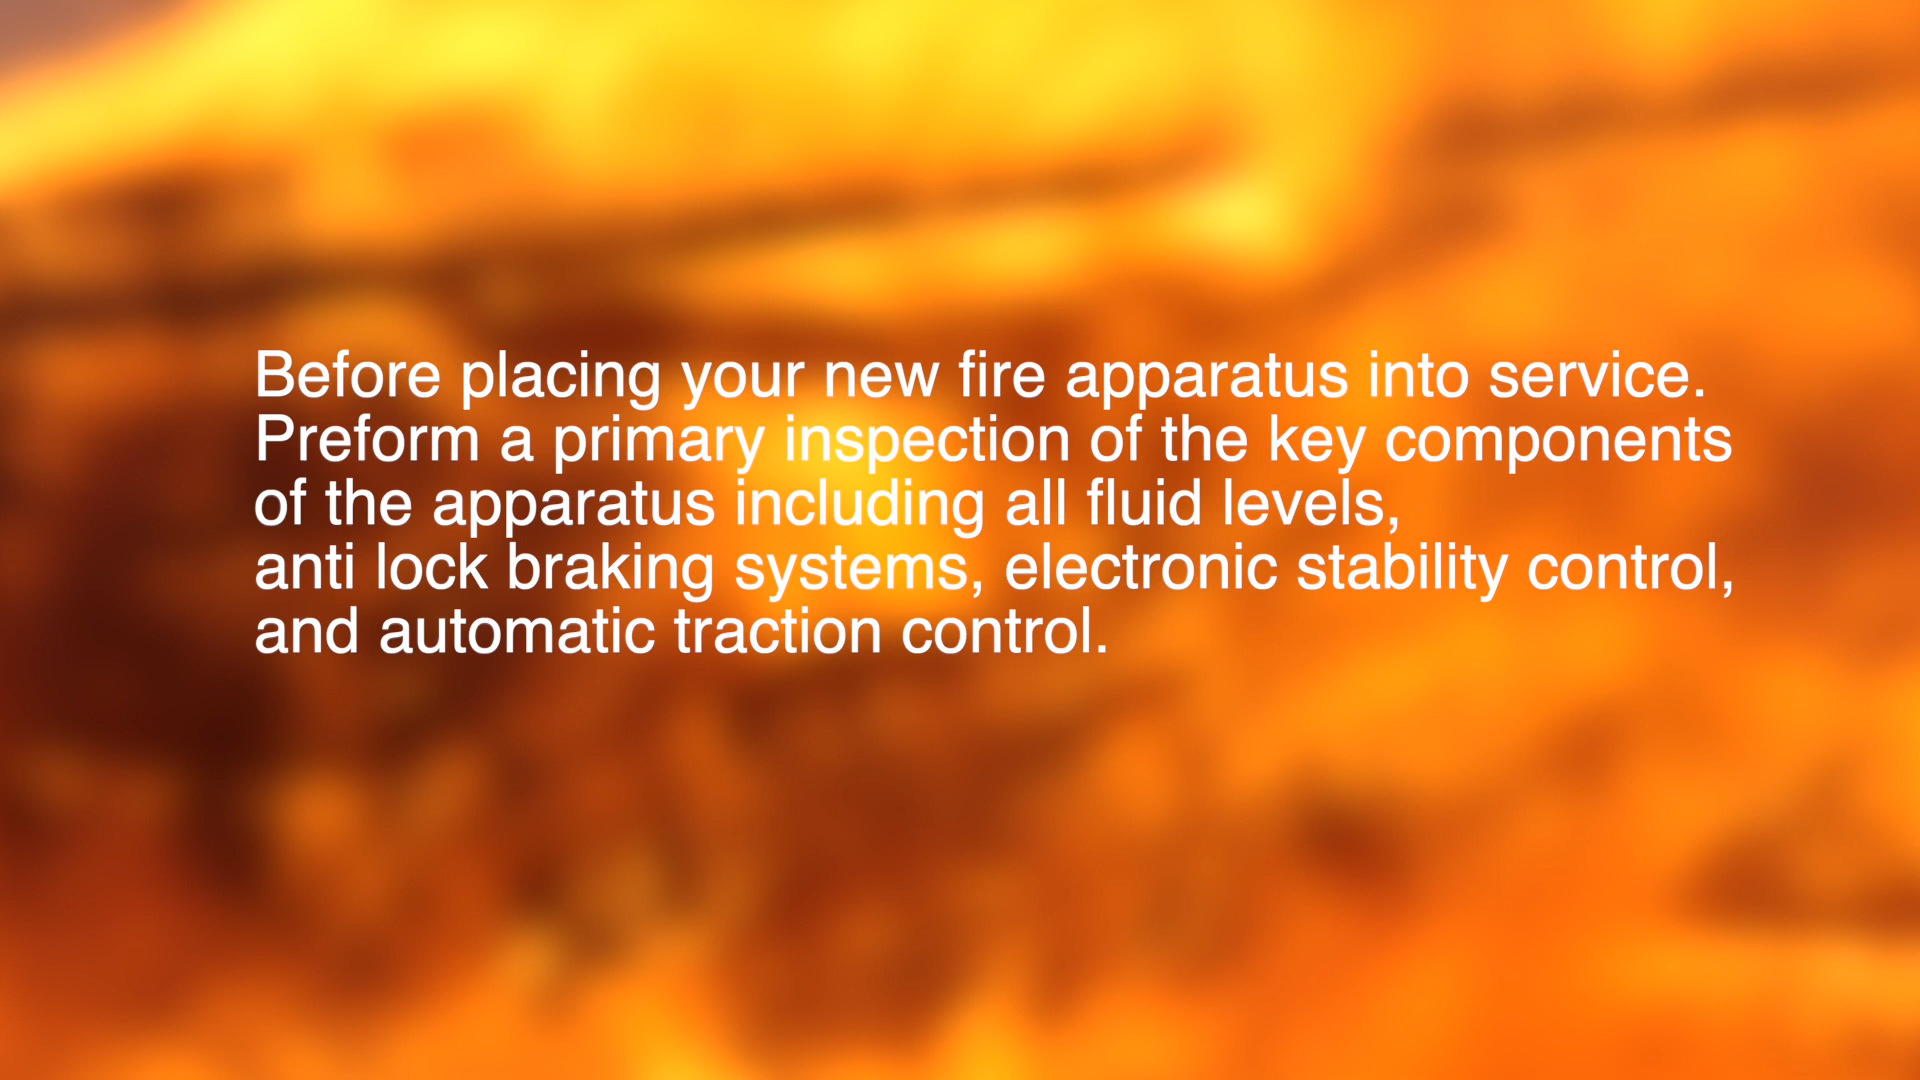 Before placing your new fire apparatus into service.
Preform a primary inspection of the key components
of the apparatus including all fluid levels,
anti lock braking systems, electronic stability control,
and automatic traction control.